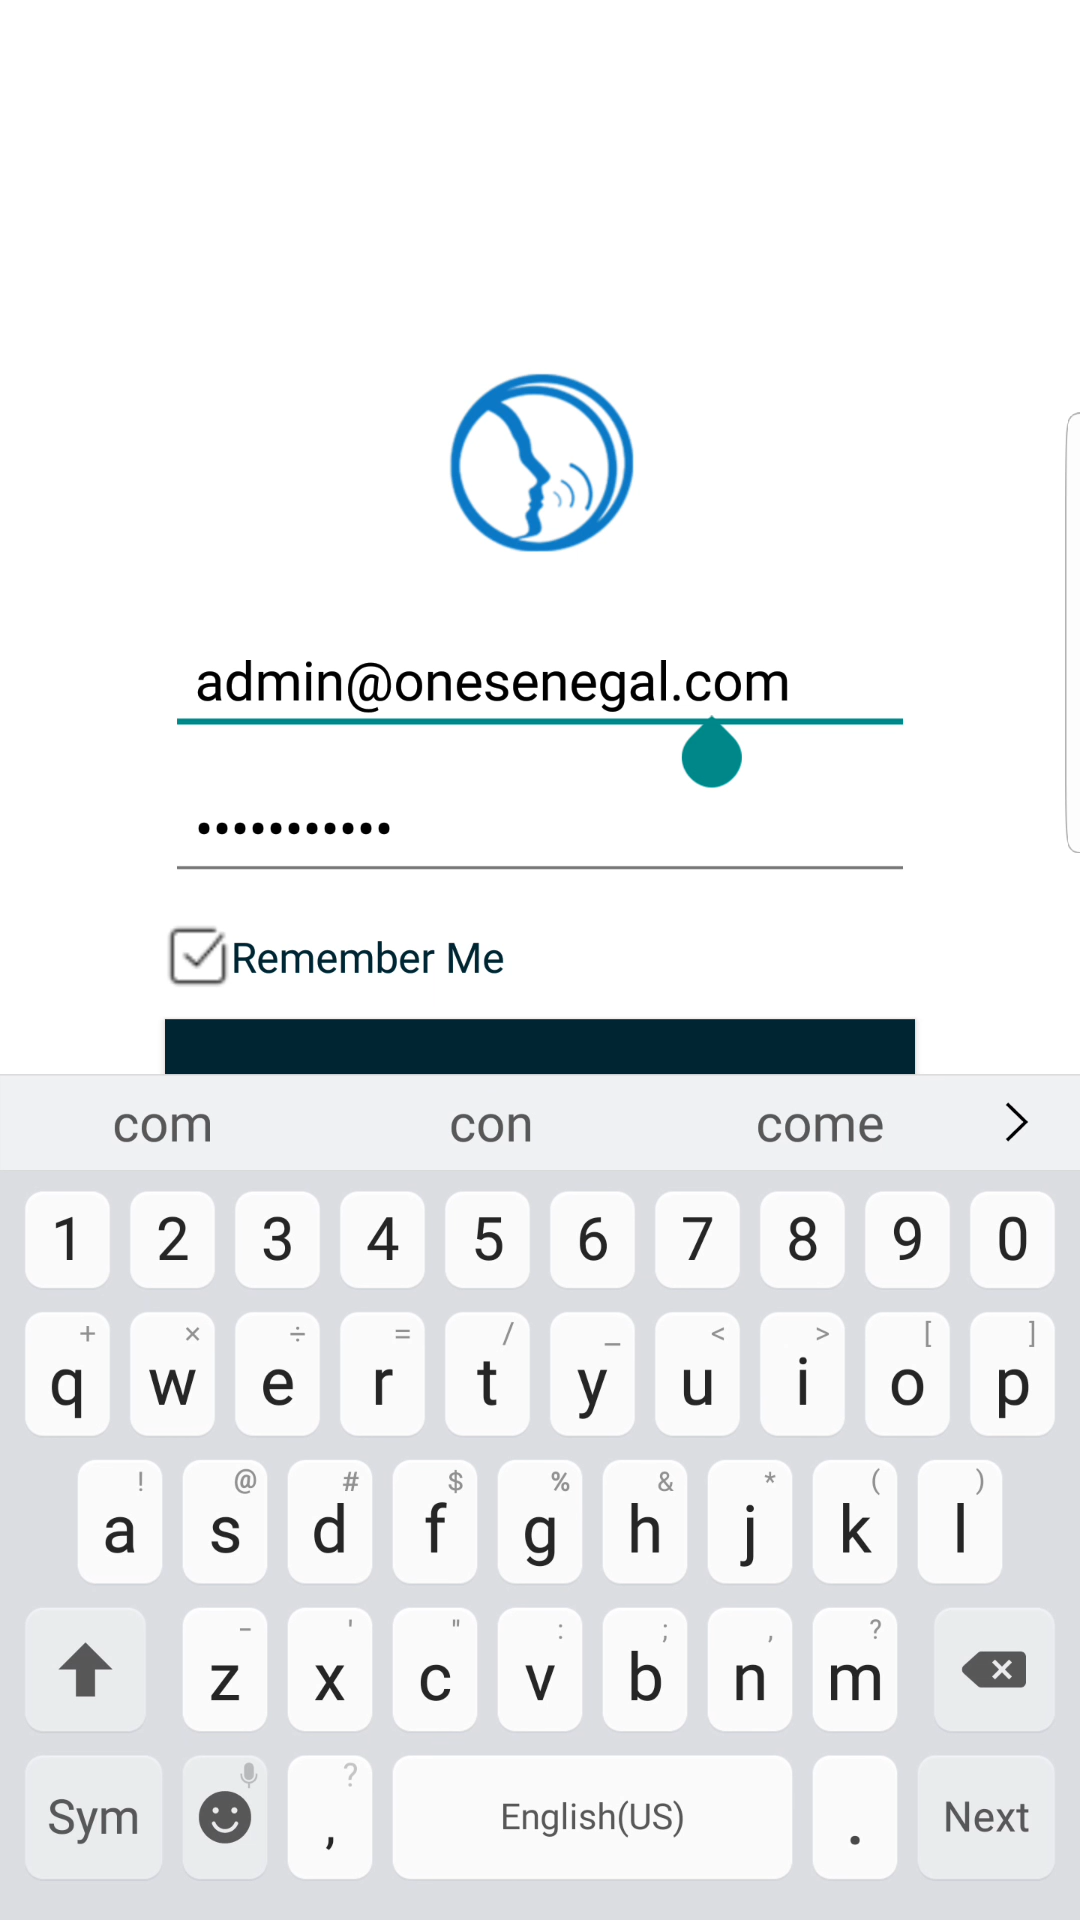 admin@onesenegal.com
•••••••••••
Remember Me
com con come
1 2 3 4 5 6 7 8 9 0
+ × ÷ = / _ < > [ ]
q w e r t y u i o p
! @ # $ % & * ( )
a s d f g h j k l
- ' " : ; , ?
z x c v b n m
?
Sym , English(US) . Next